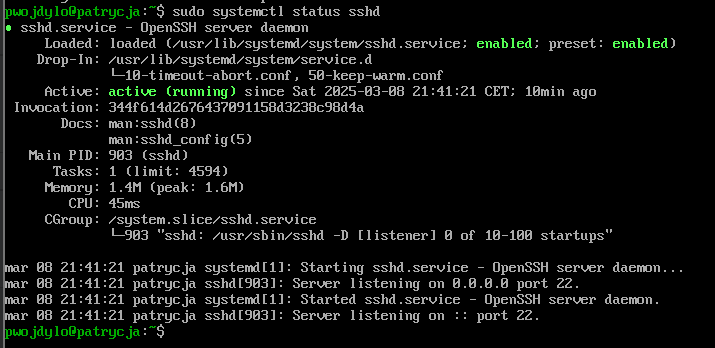 pwojdylo@patrycja:~$ sudo systemctl status sshd
● sshd.service - OpenSSH server daemon
Loaded: loaded (/usr/lib/systemd/system/sshd.service; enabled; preset: enabled)
Drop-In: /usr/lib/systemd/system/service.d
└─10-timeout-abort.conf, 50-keep-warm.conf
Active: active (running) since Sat 2025-03-08 21:41:21 CET; 10min ago
Invocation: 344f614d2676437091158d3238c98d4a
Docs: man:sshd(8)
man:sshd_config(5)
Main PID: 903 (sshd)
Tasks: 1 (limit: 4594)
Memory: 1.4M (peak: 1.6M)
CPU: 45ms
CGroup: /system.slice/sshd.service
└─903 "sshd: /usr/sbin/sshd -D [listener] 0 of 10-100 startups"
mar 08 21:41:21 patrycja systemd[1]: Starting sshd.service - OpenSSH server daemon...
mar 08 21:41:21 patrycja sshd[903]: Server listening on 0.0.0.0 port 22.
mar 08 21:41:21 patrycja systemd[1]: Started sshd.service - OpenSSH server daemon.
mar 08 21:41:21 patrycja sshd[903]: Server listening on :: port 22.
pwojdylo@patrycja:~$